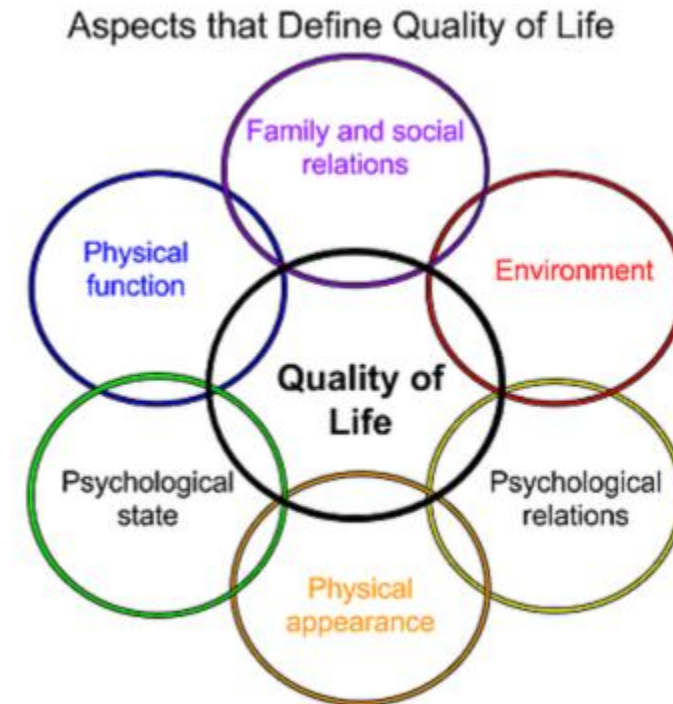 Aspects that Define Quality of Life
Family and social
relations
Physical
function
Environment
Quality of
Life
Psychological
state
Psychological
relations
Physical
appearance